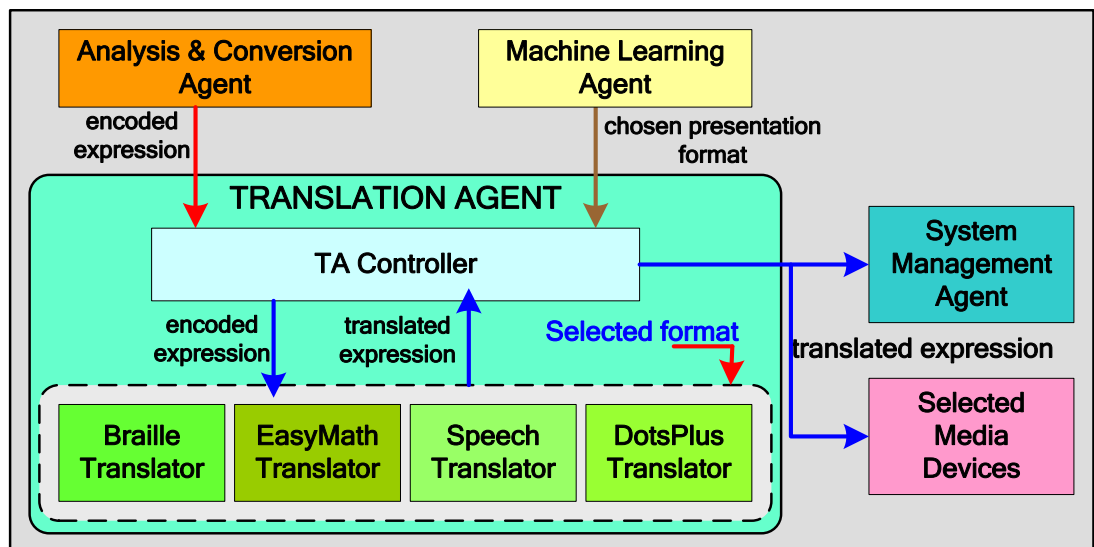 Analysis & Conversion
Agent
Machine Learning
Agent
encoded
expression
chosen presentation
format
TRANSLATION AGENT
TA Controller
System
Management
Agent
encoded
expression
translated
expression
Selected format
translated expression
Braille
Translator
EasyMath
Translator
Speech
Translator
DotsPlus
Translator
Selected
Media
Devices